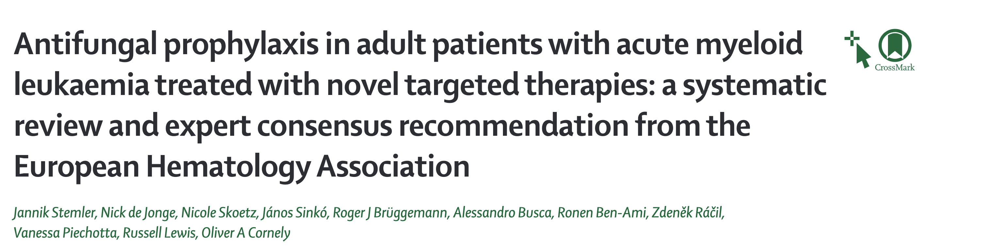 Antifungal prophylaxis in adult patients with acute myeloid
leukaemia treated with novel targeted therapies: a systematic
review and expert consensus recommendation from the
European Hematology Association
CrossMark
Jannik Stemler, Nick de Jonge, Nicole Skoetz, János Sinkó, Roger J Brüggemann, Alessandro Busca, Ronen Ben-Ami, Zdeněk Ráčil,
Vanessa Piechotta, Russell Lewis, Oliver A Cornely